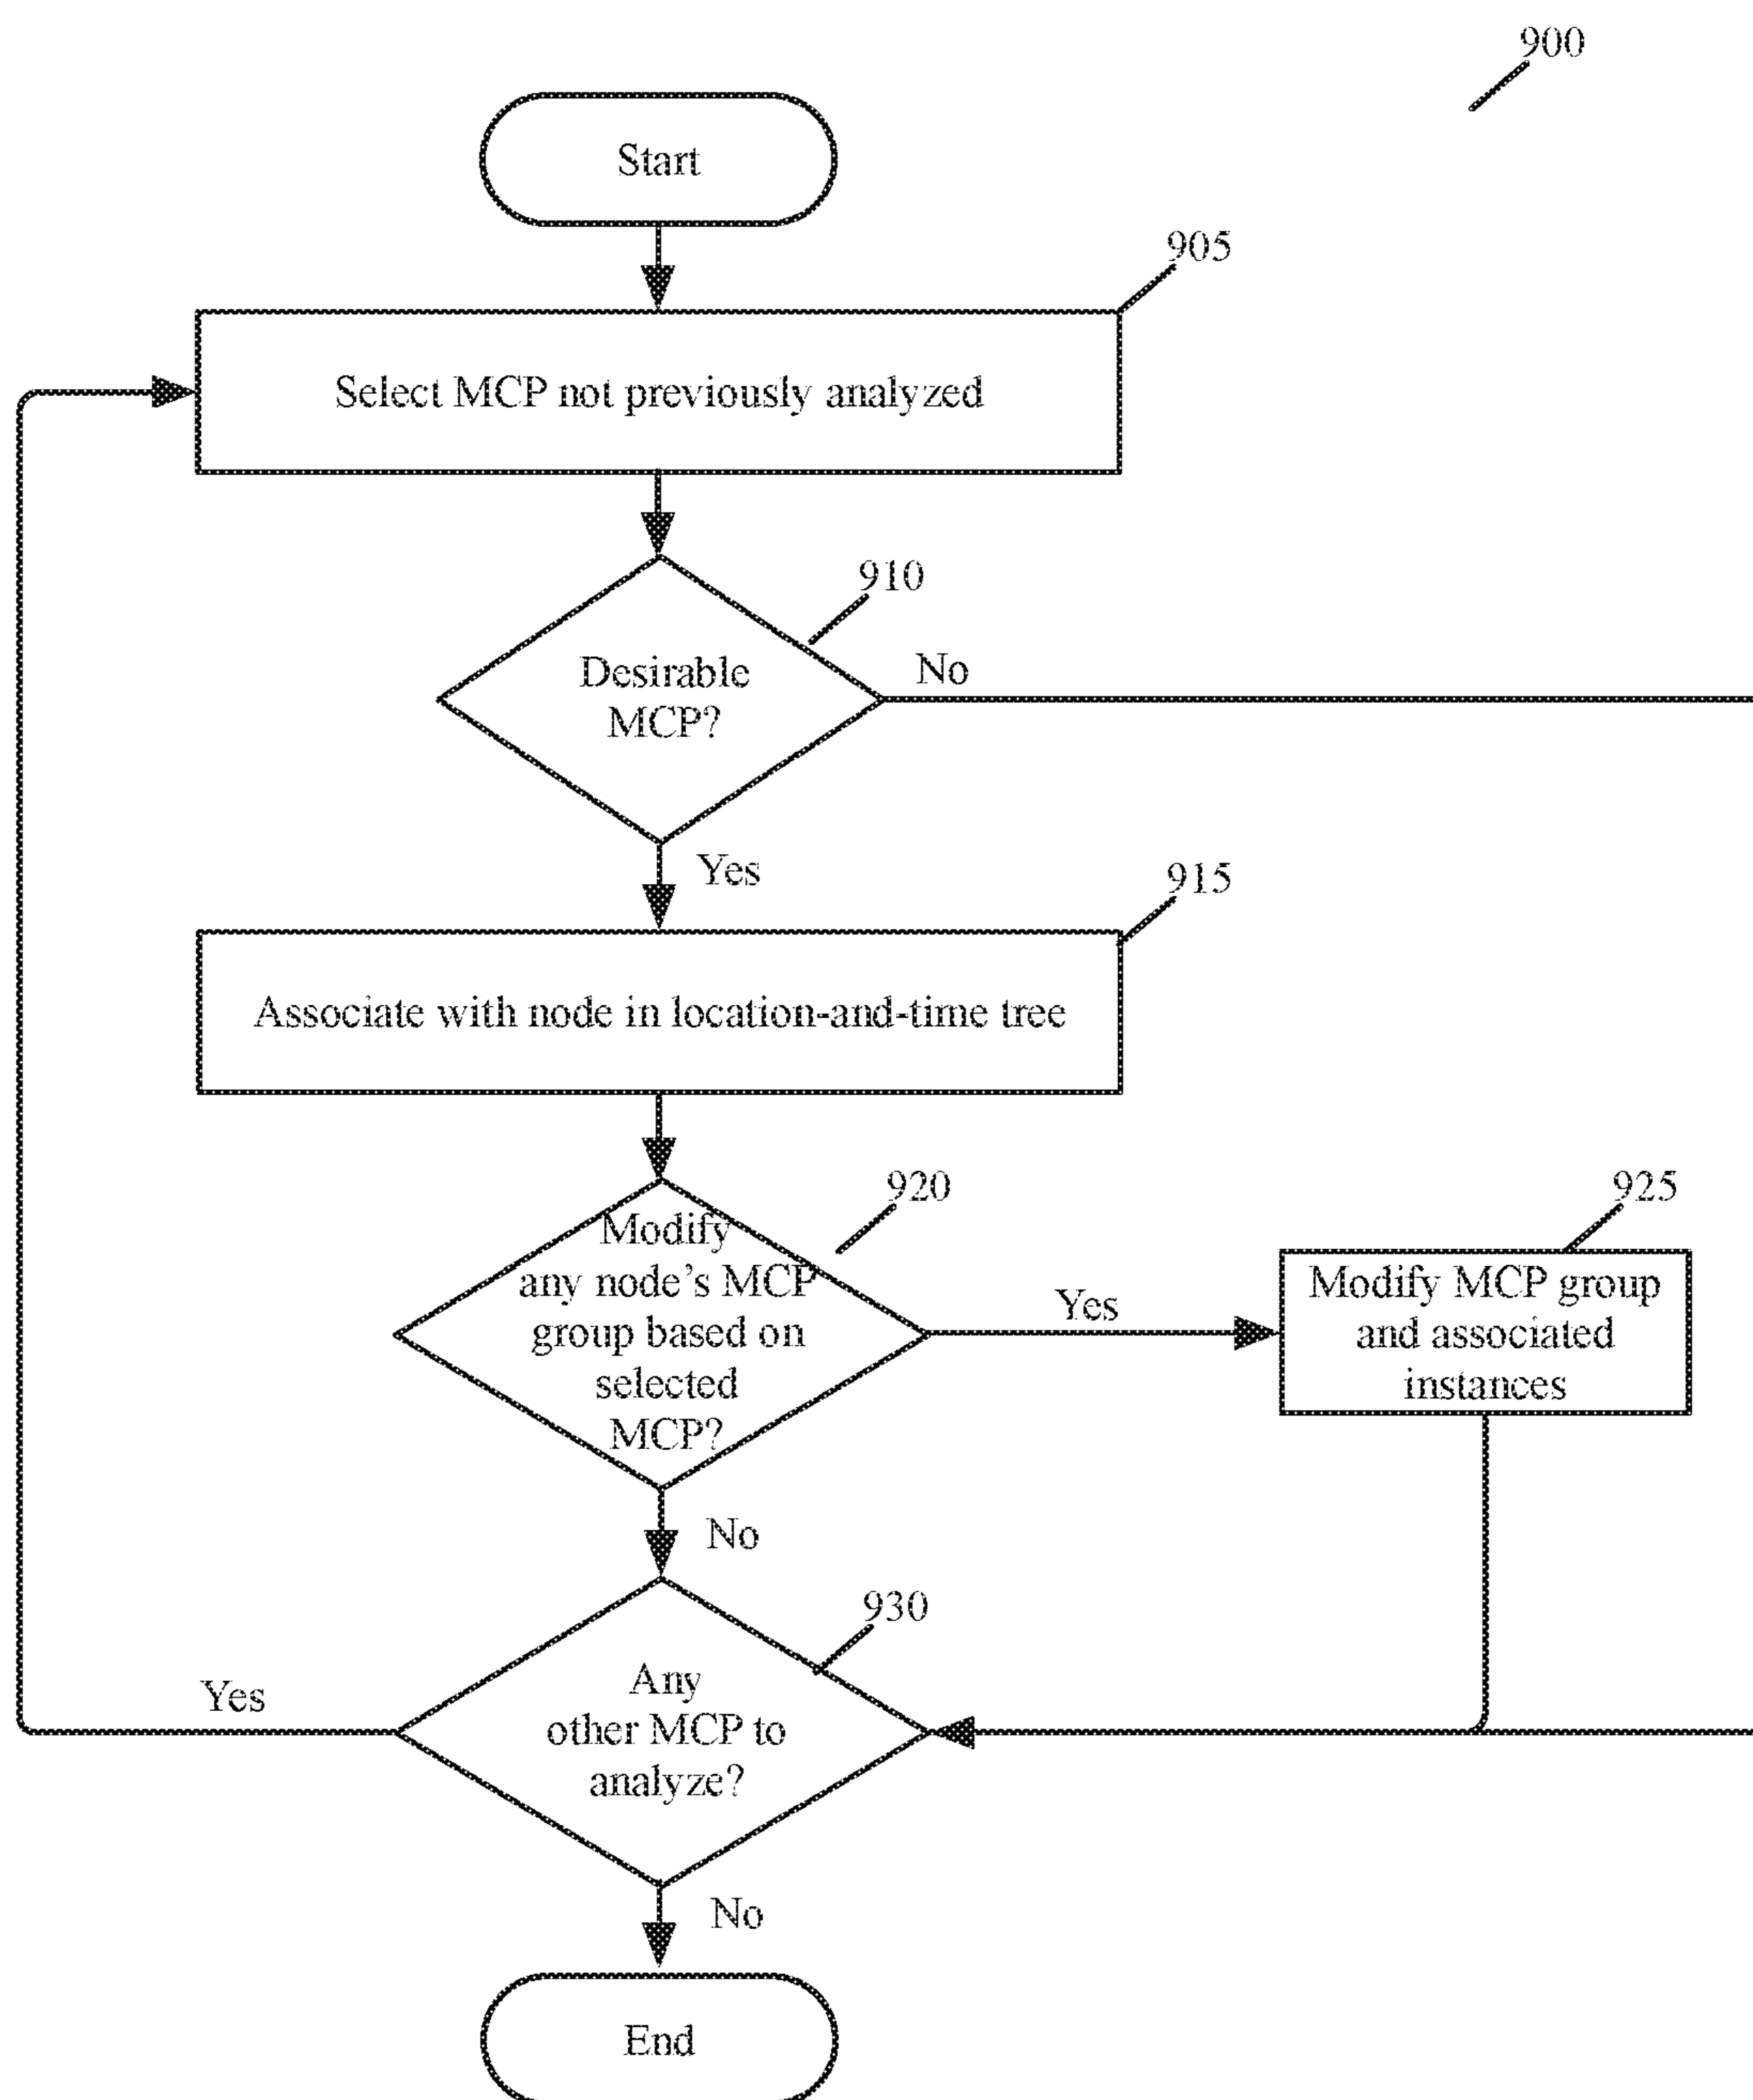 900
Start
905
Select MCP not previously analyzed
910
Desirable
MCP?
No
Yes
915
Associate with node in location-and-time tree
920
Modify
any node's MCP
group based on
selected
MCP?
Yes
925
Modify MCP group
and associated
instances
No
930
Any
other MCP to
analyze?
Yes
No
End